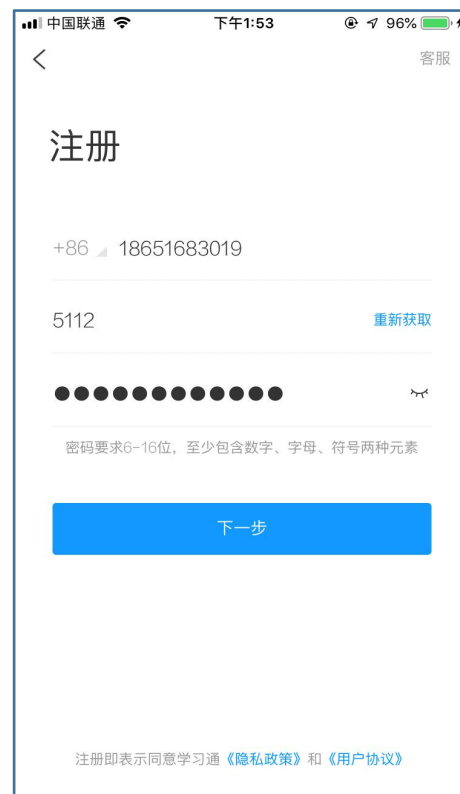 中国联通 下午1:53 96%
客服
注册
+86 18651683019
5112 重新获取
密码要求6-16位，至少包含数字、字母、符号两种元素
下一步
注册即表示同意学习通《隐私政策》和《用户协议》